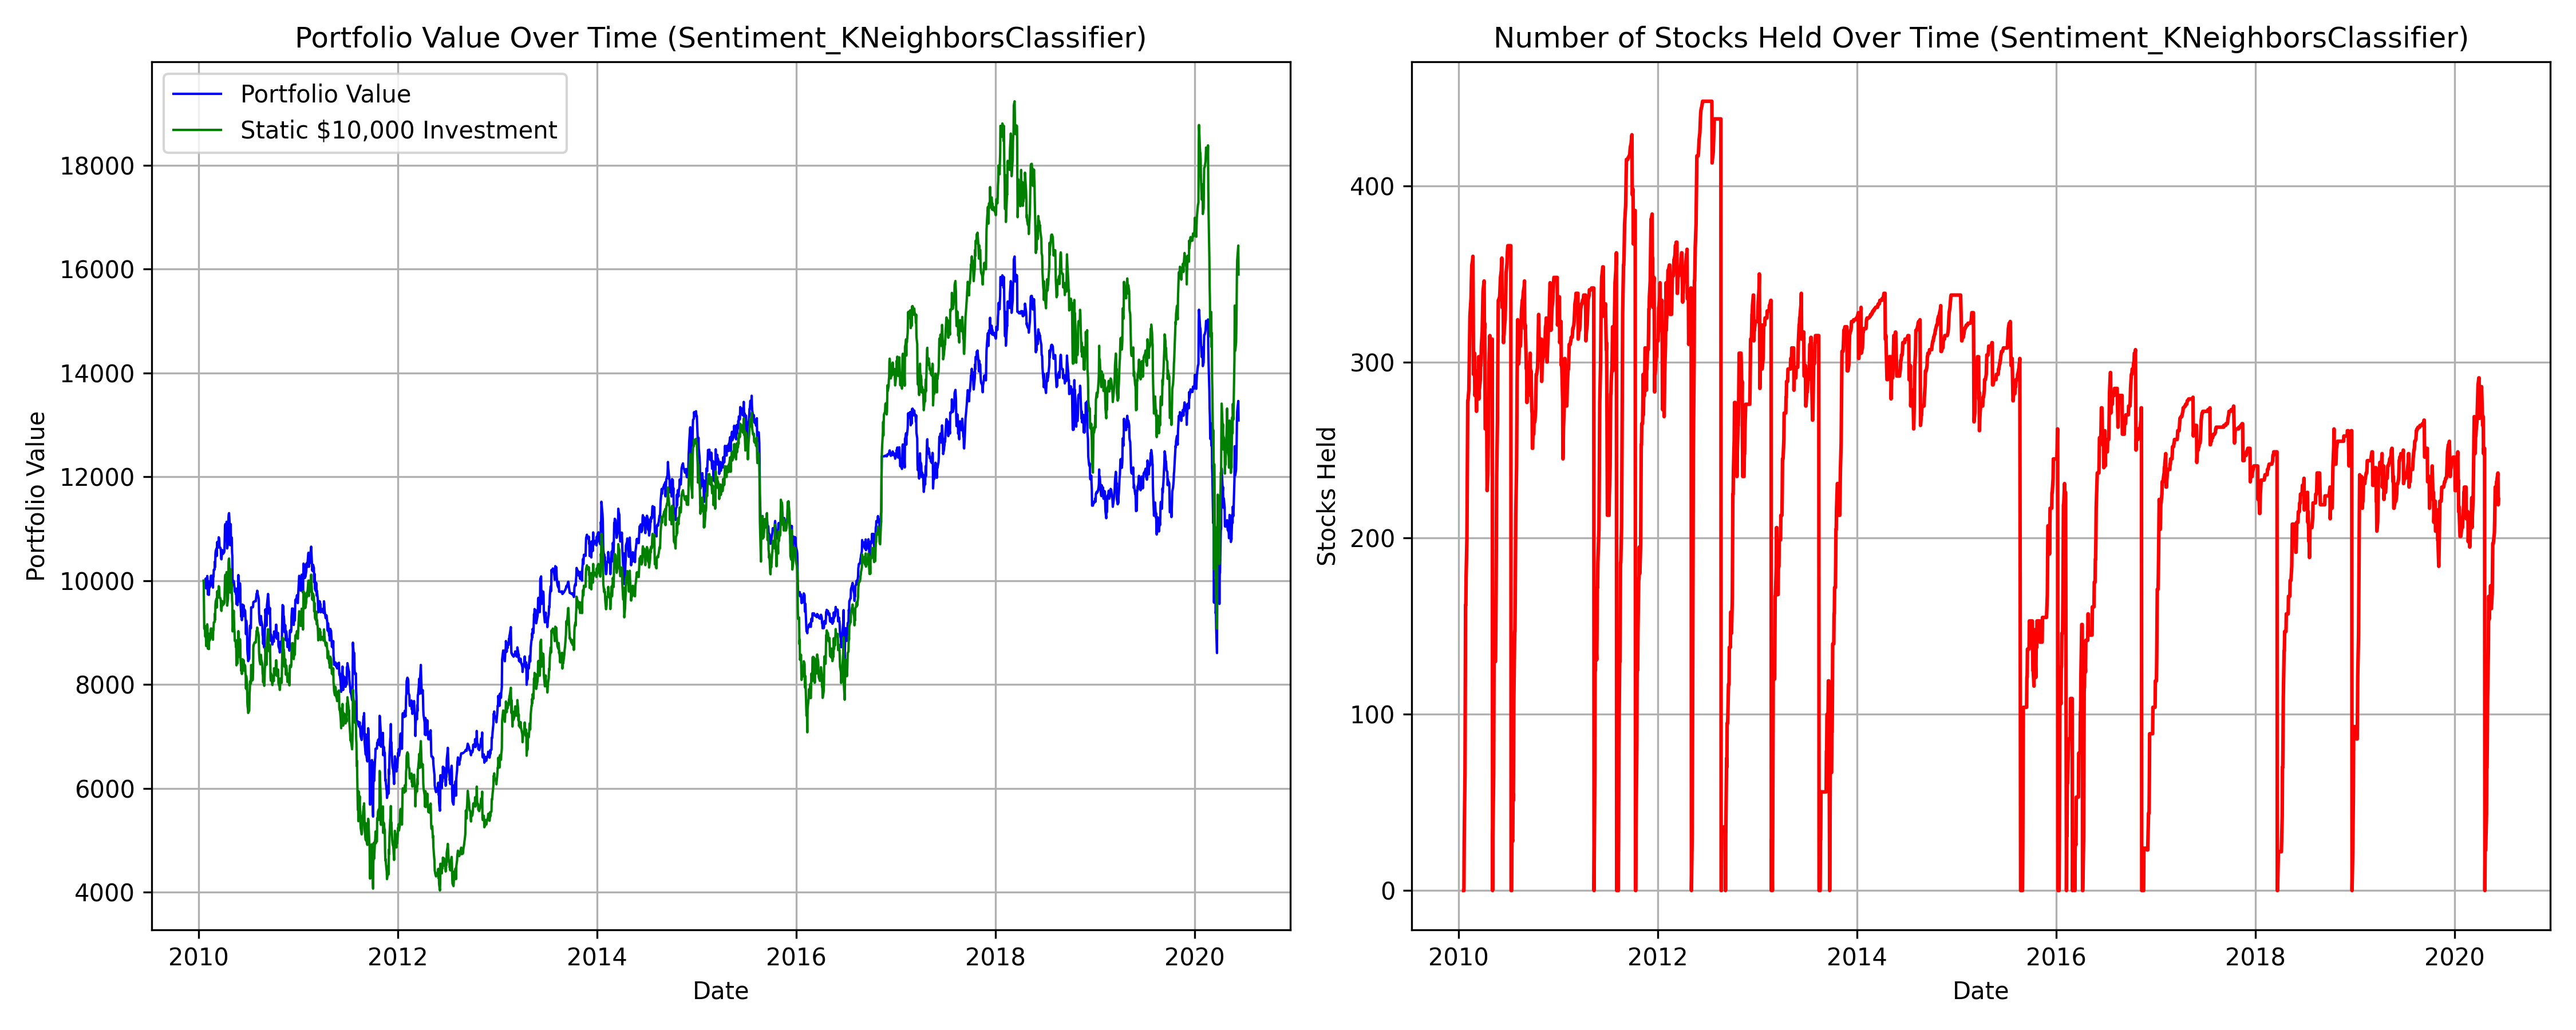 Portfolio Value Over Time (Sentiment_KNeighborsClassifier)
Portfolio Value
Static $10,000 Investment
Portfolio Value
18000
16000
14000
12000
10000
8000
6000
4000
2010 2012 2014 2016 2018 2020
Date
Number of Stocks Held Over Time (Sentiment_KNeighborsClassifier)
Stocks Held
400
300
200
100
0
2010 2012 2014 2016 2018 2020
Date